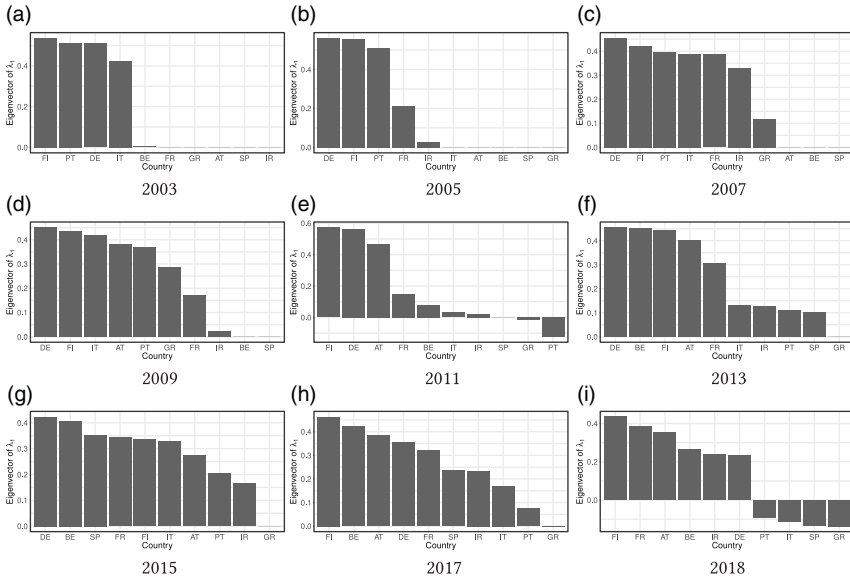 (a)
Eigenvector of λ₁
0.4
0.2
0.0
FI PT DE IT BE FR GR AT SP IR
Country
2003
(b)
Eigenvector of λ₁
0.4
0.2
0.0
DE FI PT FR IR IT AT BE SP GR
Country
2005
(c)
Eigenvector of λ₁
0.4
0.3
0.2
0.1
0.0
DE FI PT IT FR IR GR AT BE SP
Country
2007
(d)
Eigenvector of λ₁
0.4
0.3
0.2
0.1
0.0
DE FI IT AT PT GR FR IR BE SP
Country
2009
(e)
Eigenvector of λ₁
0.6
0.4
0.2
0.0
FI DE AT FR BE IT IR SP GR PT
Country
2011
(f)
Eigenvector of λ₁
0.4
0.3
0.2
0.1
0.0
DE BE FI AT FR IT IR PT SP GR
Country
2013
(g)
Eigenvector of λ₁
0.4
0.3
0.2
0.1
0.0
DE BE SP FR FI IT AT PT IR GR
Country
2015
(h)
Eigenvector of λ₁
0.4
0.3
0.2
0.1
0.0
FI BE AT DE FR SP IR IT PT GR
Country
2017
(i)
Eigenvector of λ₁
0.4
0.2
0.0
FI FR AT BE IR DE PT IT SP GR
Country
2018